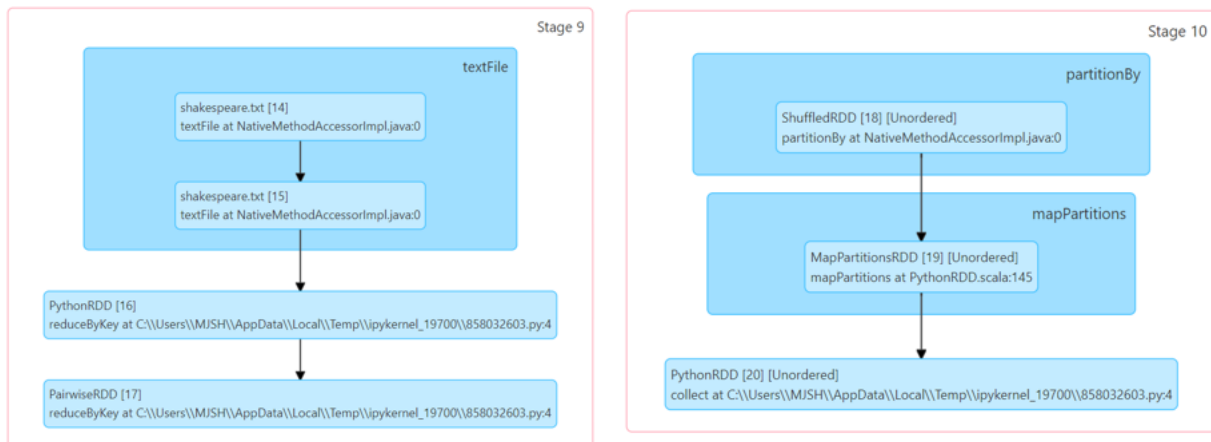 Stage 9
textFile
shakespeare.txt [14]
textFile at NativeMethodAccessorImpl.java:0
shakespeare.txt [15]
textFile at NativeMethodAccessorImpl.java:0
PythonRDD [16]
reduceByKey at C:\\Users\\MJSH\\AppData\\Local\\Temp\\ipykernel_19700\\858032603.py:4
PairwiseRDD [17]
reduceByKey at C:\\Users\\MJSH\\AppData\\Local\\Temp\\ipykernel_19700\\858032603.py:4
Stage 10
partitionBy
ShuffledRDD [18] [Unordered]
partitionBy at NativeMethodAccessorImpl.java:0
mapPartitions
MapPartitionsRDD [19] [Unordered]
mapPartitions at PythonRDD.scala:145
PythonRDD [20] [Unordered]
collect at C:\\Users\\MJSH\\AppData\\Local\\Temp\\ipykernel_19700\\858032603.py:4